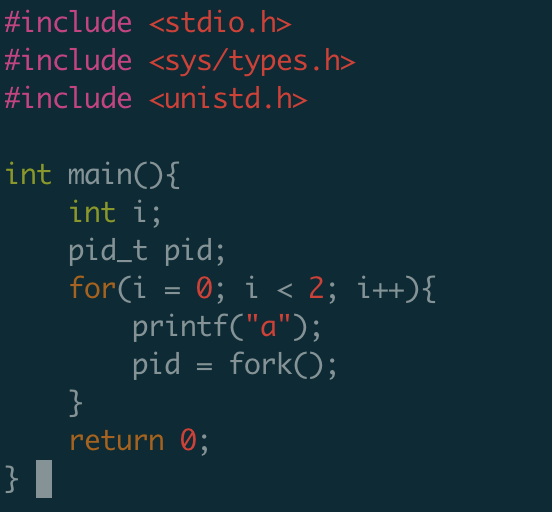 #include <stdio.h>
#include <sys/types.h>
#include <unistd.h>

int main(){
    int i;
    pid_t pid;
    for(i = 0; i < 2; i++){
        printf("a");
        pid = fork();
    }
    return 0;
}